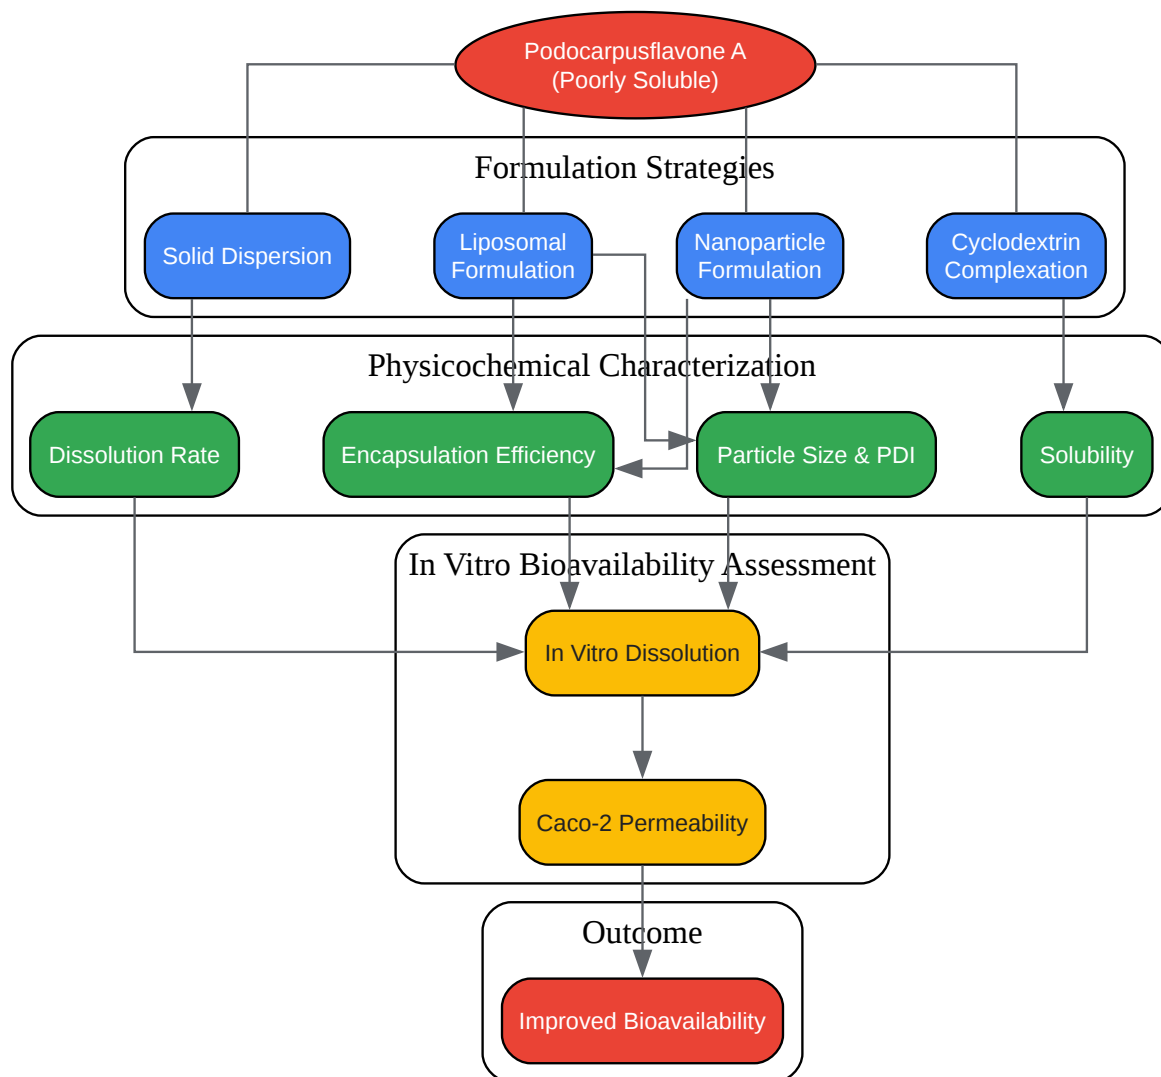 Podocarpusflavone A
(Poorly Soluble)
Formulation Strategies
Solid Dispersion
Liposomal
Formulation
Nanoparticle
Formulation
Cyclodextrin
Complexation
Physicochemical Characterization
Dissolution Rate
Encapsulation Efficiency
Particle Size & PDI
Solubility
In Vitro Bioavailability Assessment
In Vitro Dissolution
Caco-2 Permeability
Outcome
Improved Bioavailability